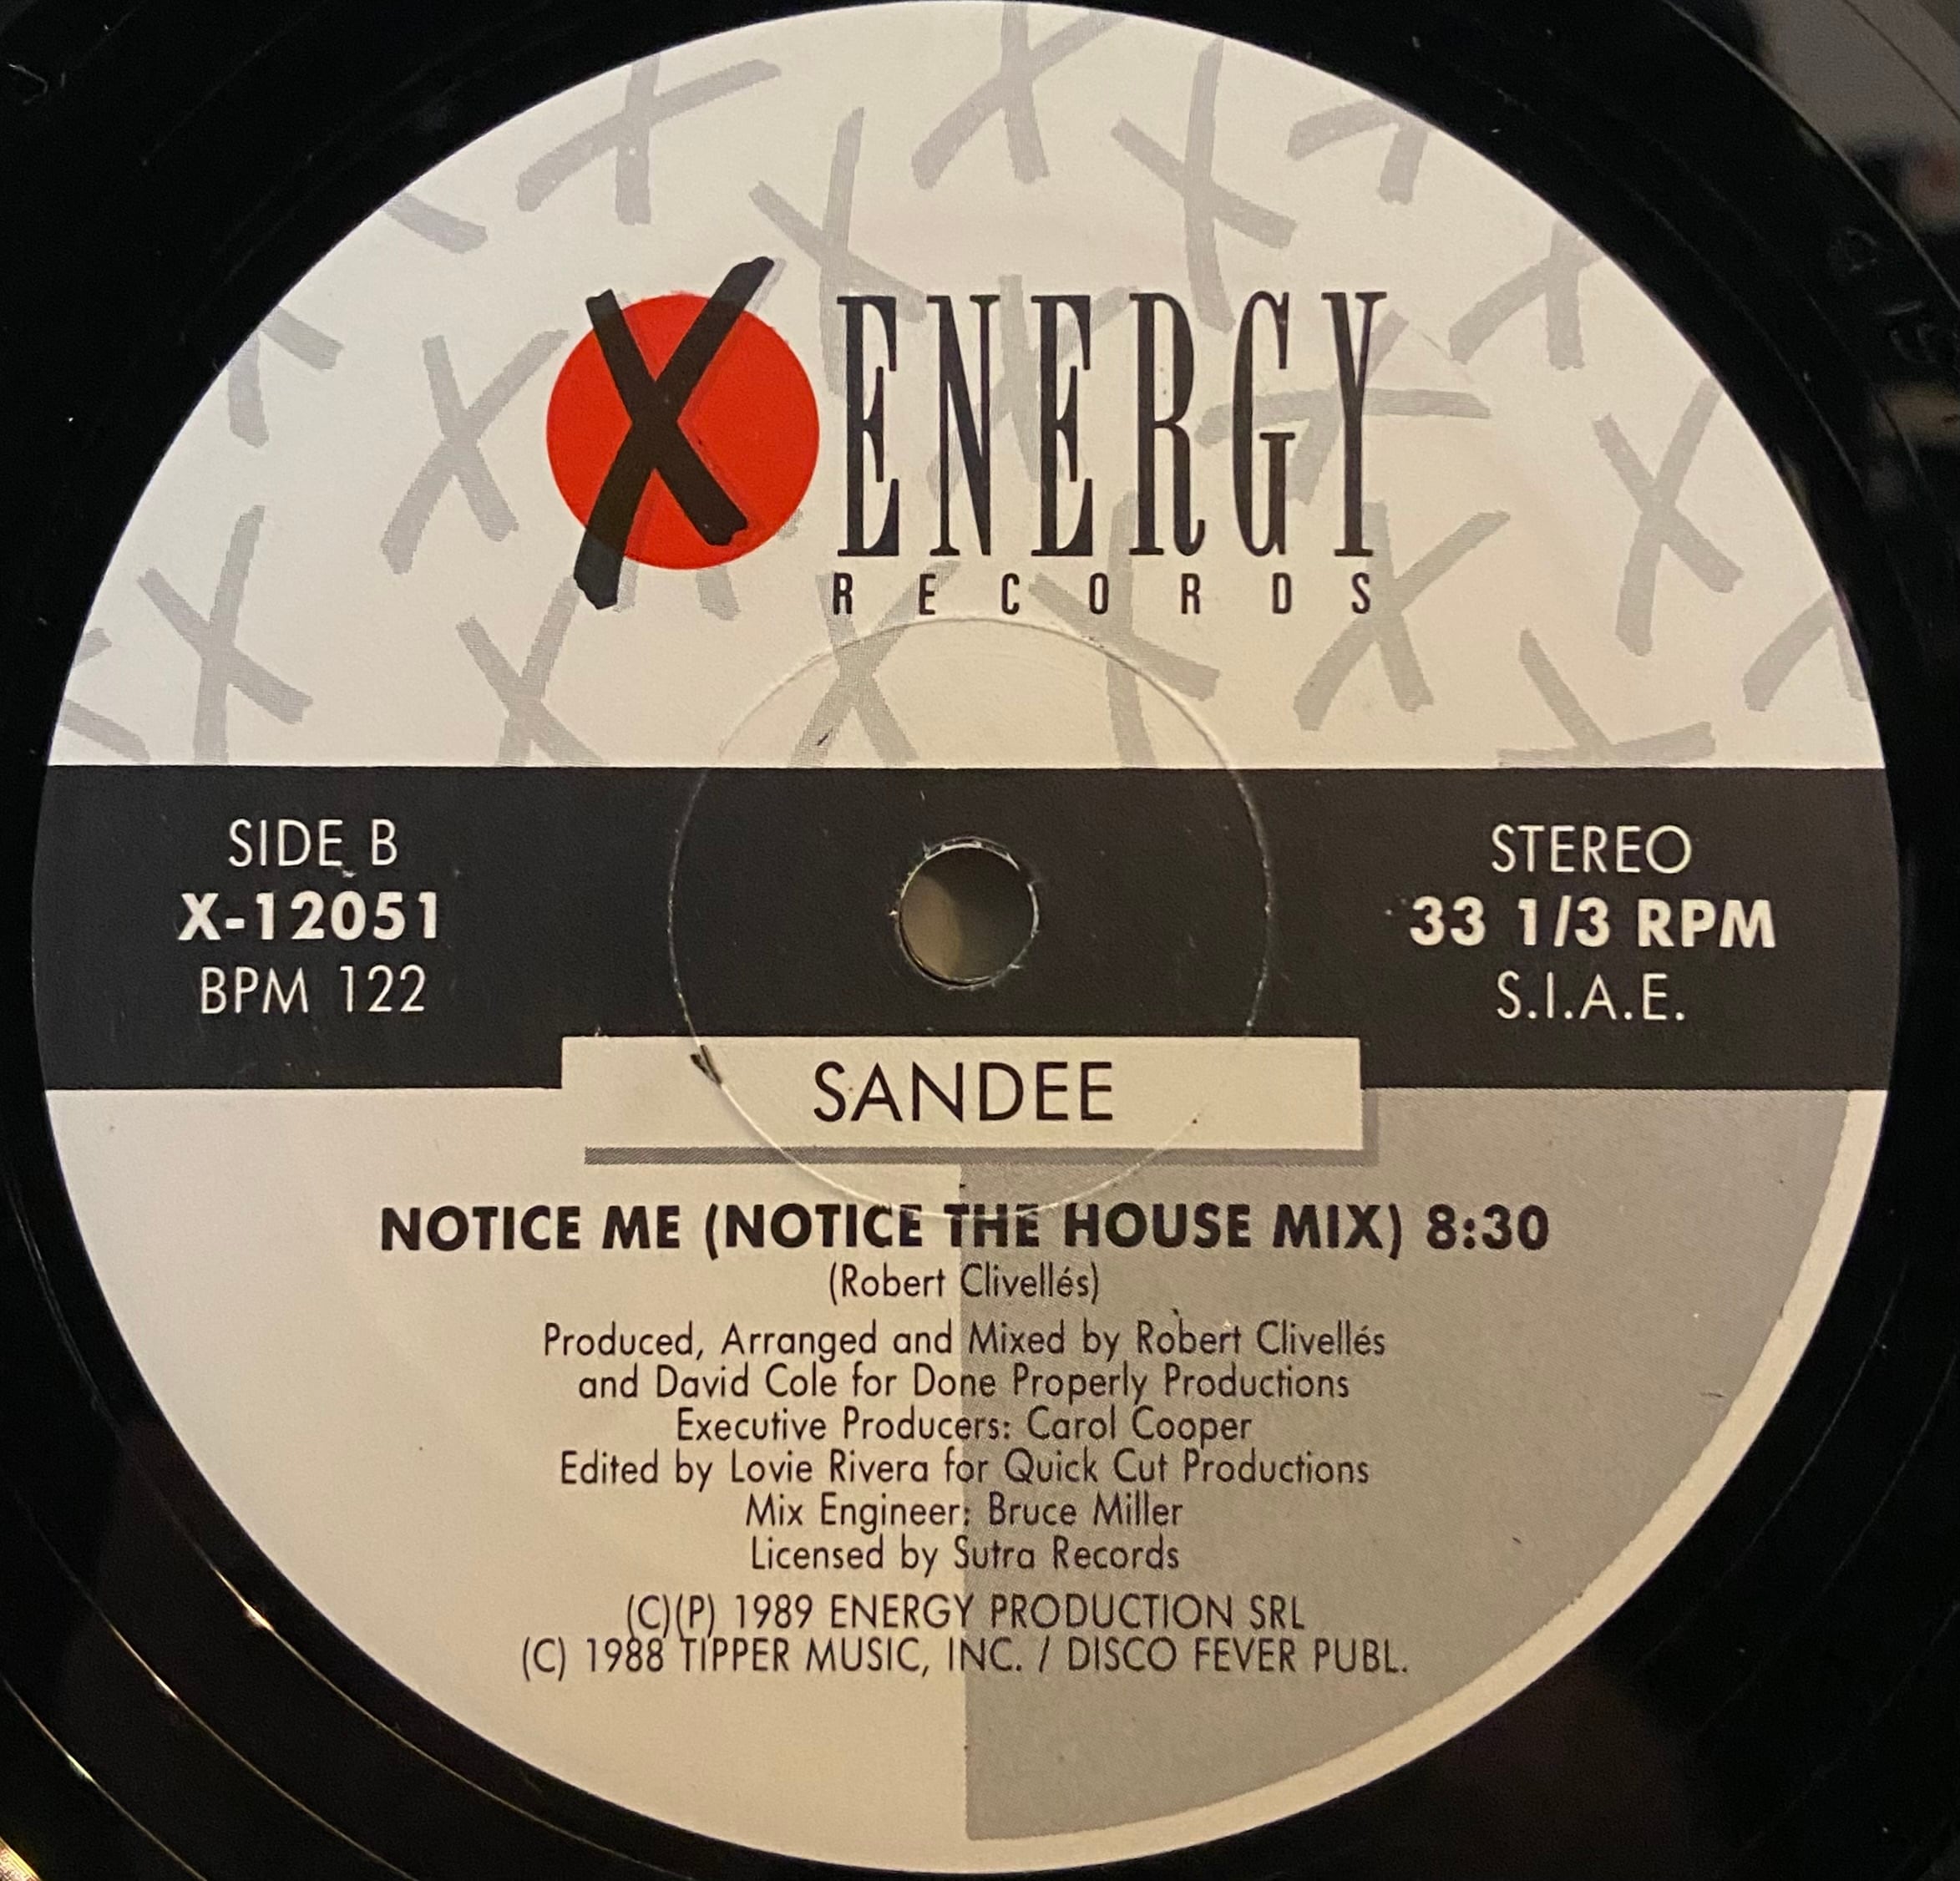 X ENERGY
RECORDS
SIDE B
X-12051
BPM 122
STEREO
33 1/3 RPM
S.I.A.E.
SANDEE
NOTICE ME (NOTICE THE HOUSE MIX) 8:30
(Robert Clivellés)
Produced, Arranged and Mixed by Robert Clivellés
and David Cole for Done Properly Productions
Executive Producers: Carol Cooper
Edited by Lovie Rivera for Quick Cut Productions
Mix Engineer: Bruce Miller
Licensed by Sutra Records
(C)(P) 1989 ENERGY PRODUCTION SRL
(C) 1988 TIPPER MUSIC, INC. / DISCO FEVER PUBL.